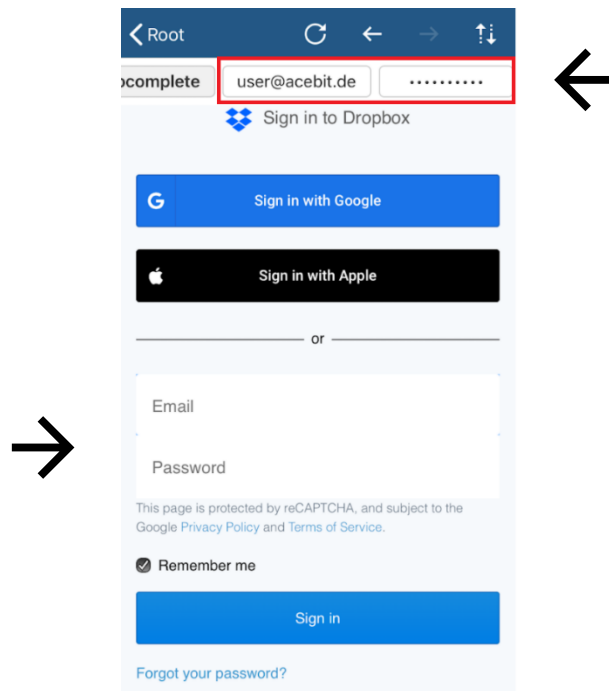 Root
complete user@acebit.de ··········
Sign in to Dropbox
G Sign in with Google
Sign in with Apple
or
Email
Password
This page is protected by reCAPTCHA, and subject to the
Google Privacy Policy and Terms of Service.
Remember me
Sign in
Forgot your password?